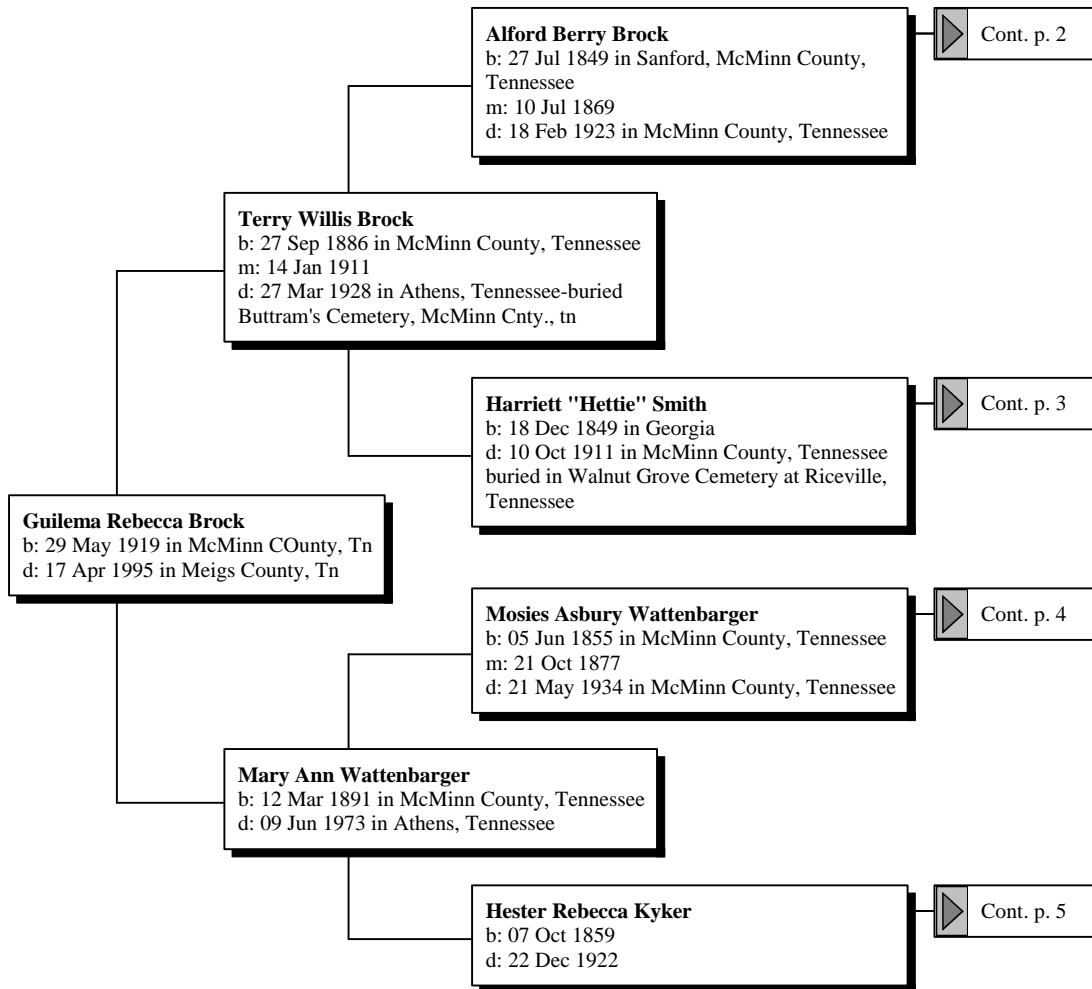 Alford Berry Brock
b: 27 Jul 1849 in Sanford, McMinn County,
Tennessee
m: 10 Jul 1869
d: 18 Feb 1923 in McMinn County, Tennessee
Cont. p. 2
Terry Willis Brock
b: 27 Sep 1886 in McMinn County, Tennessee
m: 14 Jan 1911
d: 27 Mar 1928 in Athens, Tennessee-buried
Buttram's Cemetery, McMinn Cnty., tn
Harriett "Hettie" Smith
b: 18 Dec 1849 in Georgia
d: 10 Oct 1911 in McMinn County, Tennessee
buried in Walnut Grove Cemetery at Riceville,
Tennessee
Cont. p. 3
Guilema Rebecca Brock
b: 29 May 1919 in McMinn COunty, Tn
d: 17 Apr 1995 in Meigs County, Tn
Mosies Asbury Wattenbarger
b: 05 Jun 1855 in McMinn County, Tennessee
m: 21 Oct 1877
d: 21 May 1934 in McMinn County, Tennessee
Cont. p. 4
Mary Ann Wattenbarger
b: 12 Mar 1891 in McMinn County, Tennessee
d: 09 Jun 1973 in Athens, Tennessee
Hester Rebecca Kyker
b: 07 Oct 1859
d: 22 Dec 1922
Cont. p. 5